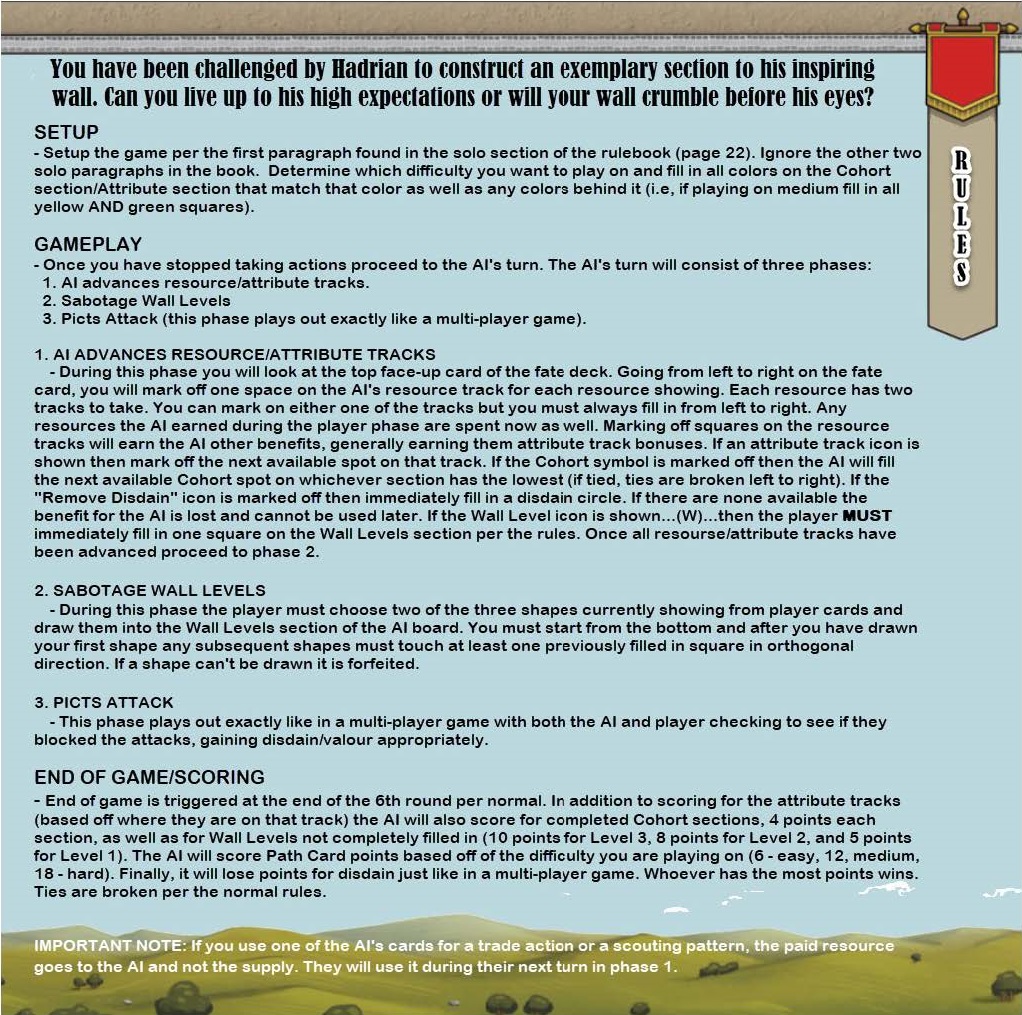 You have been challenged by Hadrian to construct an exemplary section to his inspiring
wall. Can you live up to his high expectations or will your wall crumble before his eyes?
RULES
SETUP
- Setup the game per the first paragraph found in the solo section of the rulebook (page 22). Ignore the other two
solo paragraphs in the book. Determine which difficulty you want to play on and fill in all colors on the Cohort
section/Attribute section that match that color as well as any colors behind it (i.e, if playing on medium fill in all
yellow AND green squares).
GAMEPLAY
- Once you have stopped taking actions proceed to the AI's turn. The AI's turn will consist of three phases:
1. AI advances resource/attribute tracks.
2. Sabotage Wall Levels
3. Picts Attack (this phase plays out exactly like a multi-player game).
1. AI ADVANCES RESOURCE/ATTRIBUTE TRACKS
- During this phase you will look at the top face-up card of the fate deck. Going from left to right on the fate
card, you will mark off one space on the AI's resource track for each resource showing. Each resource has two
tracks to take. You can mark on either one of the tracks but you must always fill in from left to right. Any
resources the AI earned during the player phase are spent now as well. Marking off squares on the resource
tracks will earn the AI other benefits, generally earning them attribute track bonuses. If an attribute track icon is
shown then mark off the next available spot on that track. If the Cohort symbol is marked off then the AI will fill
the next available Cohort spot on whichever section has the lowest (if tied, ties are broken left to right). If the
"Remove Disdain" icon is marked off then immediately fill in a disdain circle. If there are none available the
benefit for the AI is lost and cannot be used later. If the Wall Level icon is shown...(W)...then the player MUST
immediately fill in one square on the Wall Levels section per the rules. Once all resourse/attribute tracks have
been advanced proceed to phase 2.
2. SABOTAGE WALL LEVELS
- During this phase the player must choose two of the three shapes currently showing from player cards and
draw them into the Wall Levels section of the AI board. You must start from the bottom and after you have drawn
your first shape any subsequent shapes must touch at least one previously filled in square in orthogonal
direction. If a shape can't be drawn it is forfeited.
3. PICTS ATTACK
- This phase plays out exactly like in a multi-player game with both the AI and player checking to see if they
blocked the attacks, gaining disdain/valour appropriately.
END OF GAME/SCORING
- End of game is triggered at the end of the 6th round per normal. In addition to scoring for the attribute tracks
(based off where they are on that track) the AI will also score for completed Cohort sections, 4 points each
section, as well as for Wall Levels not completely filled in (10 points for Level 3, 8 points for Level 2, and 5 points
for Level 1). The AI will score Path Card points based off of the difficulty you are playing on (6 - easy, 12, medium,
18 - hard). Finally, it will lose points for disdain just like in a multi-player game. Whoever has the most points wins.
Ties are broken per the normal rules.
IMPORTANT NOTE: If you use one of the AI's cards for a trade action or a scouting pattern, the paid resource
goes to the AI and not the supply. They will use it during their next turn in phase 1.